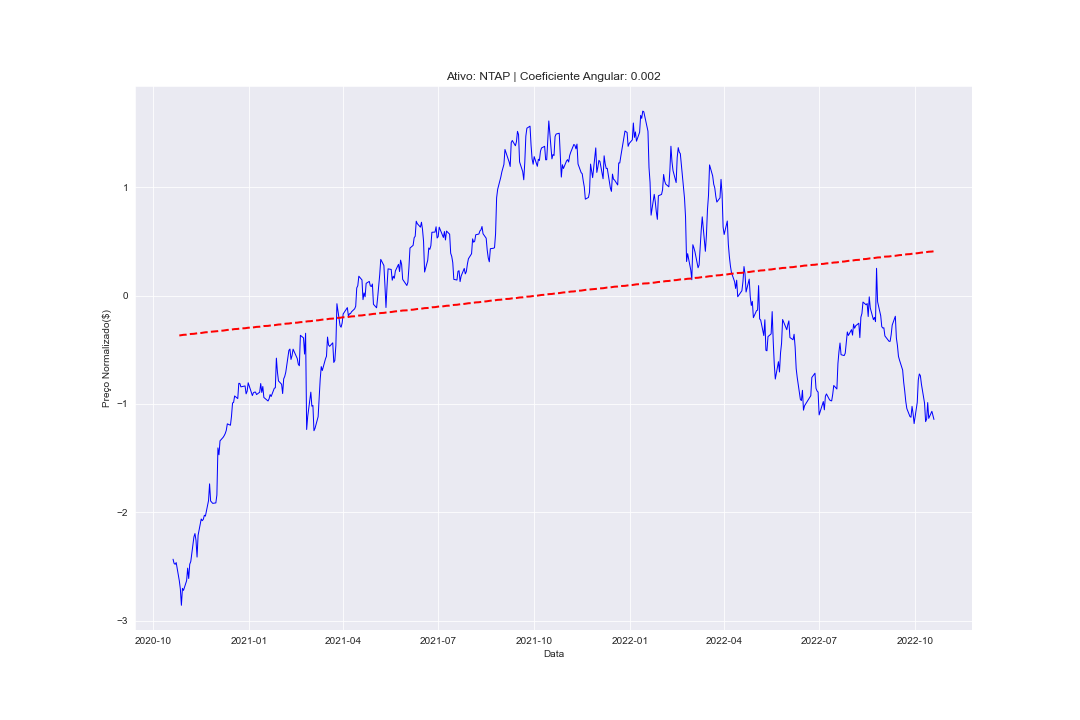 Ativo: NTAP | Coeficiente Angular: 0.002
Preço Normalizado($)
1
0
−1
−2
−3
2020-10 2021-01 2021-04 2021-07 2021-10 2022-01 2022-04 2022-07 2022-10
Data